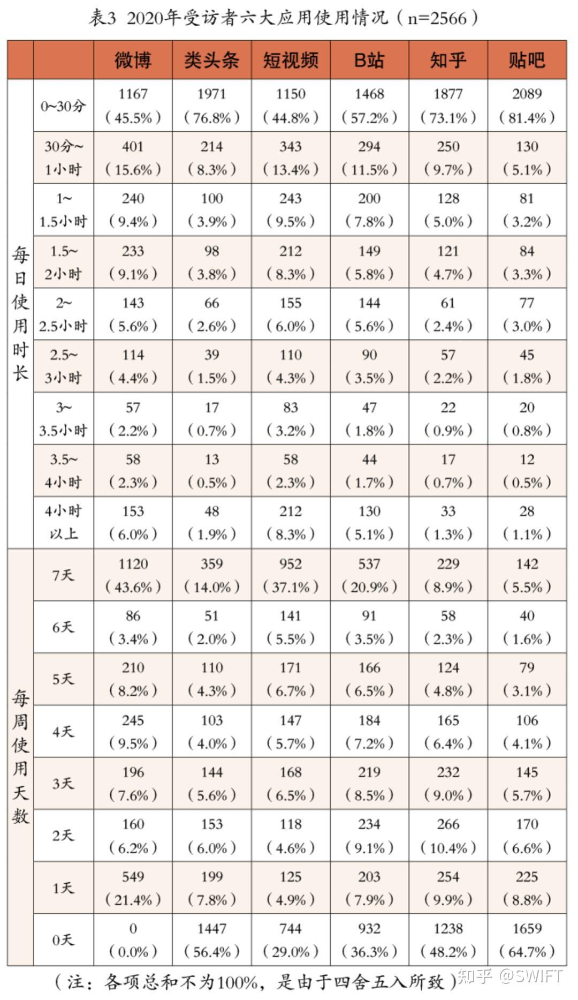 表3 2020年受访者六大应用使用情况（n=2566）
微博 类头条 短视频 B站 知乎 贴吧
每日使用时长
0~30分 1167 1971 1150 1468 1877 2089
（45.5%） （76.8%） （44.8%） （57.2%） （73.1%） （81.4%）
30分~ 401 214 343 294 250 130
1小时 （15.6%） （8.3%） （13.4%） （11.5%） （9.7%） （5.1%）
1~ 240 100 243 200 128 81
1.5小时 （9.4%） （3.9%） （9.5%） （7.8%） （5.0%） （3.2%）
1.5~ 233 98 212 149 121 84
2小时 （9.1%） （3.8%） （8.3%） （5.8%） （4.7%） （3.3%）
2~ 143 66 155 144 61 77
2.5小时 （5.6%） （2.6%） （6.0%） （5.6%） （2.4%） （3.0%）
2.5~ 114 39 110 90 57 45
3小时 （4.4%） （1.5%） （4.3%） （3.5%） （2.2%） （1.8%）
3~ 57 17 83 47 22 20
3.5小时 （2.2%） （0.7%） （3.2%） （1.8%） （0.9%） （0.8%）
3.5~ 58 13 58 44 17 12
4小时 （2.3%） （0.5%） （2.3%） （1.7%） （0.7%） （0.5%）
4小时 153 48 212 130 33 28
以上 （6.0%） （1.9%） （8.3%） （5.1%） （1.3%） （1.1%）
每周使用天数
7天 1120 359 952 537 229 142
（43.6%） （14.0%） （37.1%） （20.9%） （8.9%） （5.5%）
6天 86 51 141 91 58 40
（3.4%） （2.0%） （5.5%） （3.5%） （2.3%） （1.6%）
5天 210 110 171 166 124 79
（8.2%） （4.3%） （6.7%） （6.5%） （4.8%） （3.1%）
4天 245 103 147 184 165 106
（9.5%） （4.0%） （5.7%） （7.2%） （6.4%） （4.1%）
3天 196 144 168 219 232 145
（7.6%） （5.6%） （6.5%） （8.5%） （9.0%） （5.7%）
2天 160 153 118 234 266 170
（6.2%） （6.0%） （4.6%） （9.1%） （10.4%） （6.6%）
1天 549 199 125 203 254 225
（21.4%） （7.8%） （4.9%） （7.9%） （9.9%） （8.8%）
0天 0 1447 744 932 1238 1659
（0.0%） （56.4%） （29.0%） （36.3%） （48.2%） （64.7%）
（注：各项总和不为100%，是由于四舍五入所致）
知乎 @SWIFT